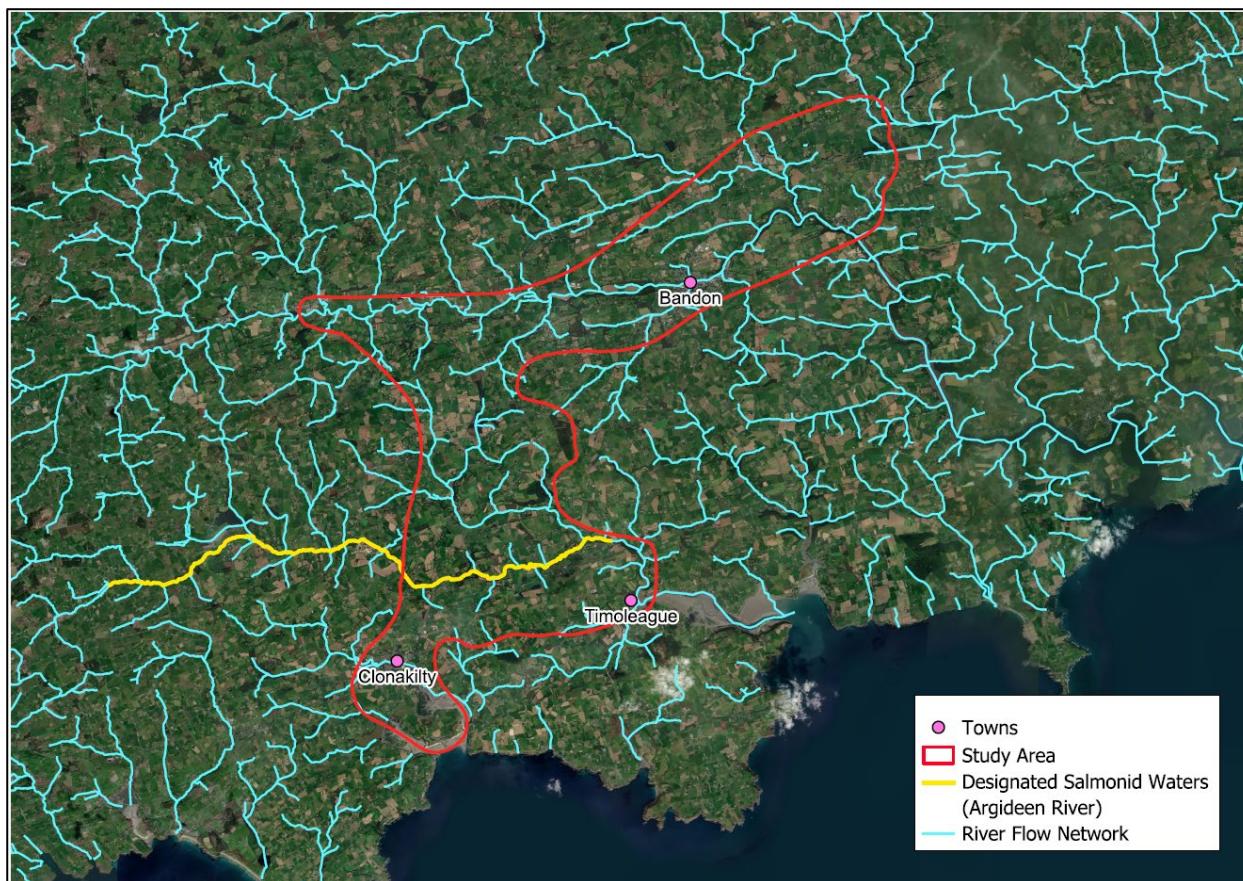 Bandon
Timoleague
Clonakilty
Towns
Study Area
Designated Salmonid Waters
(Argideen River)
River Flow Network